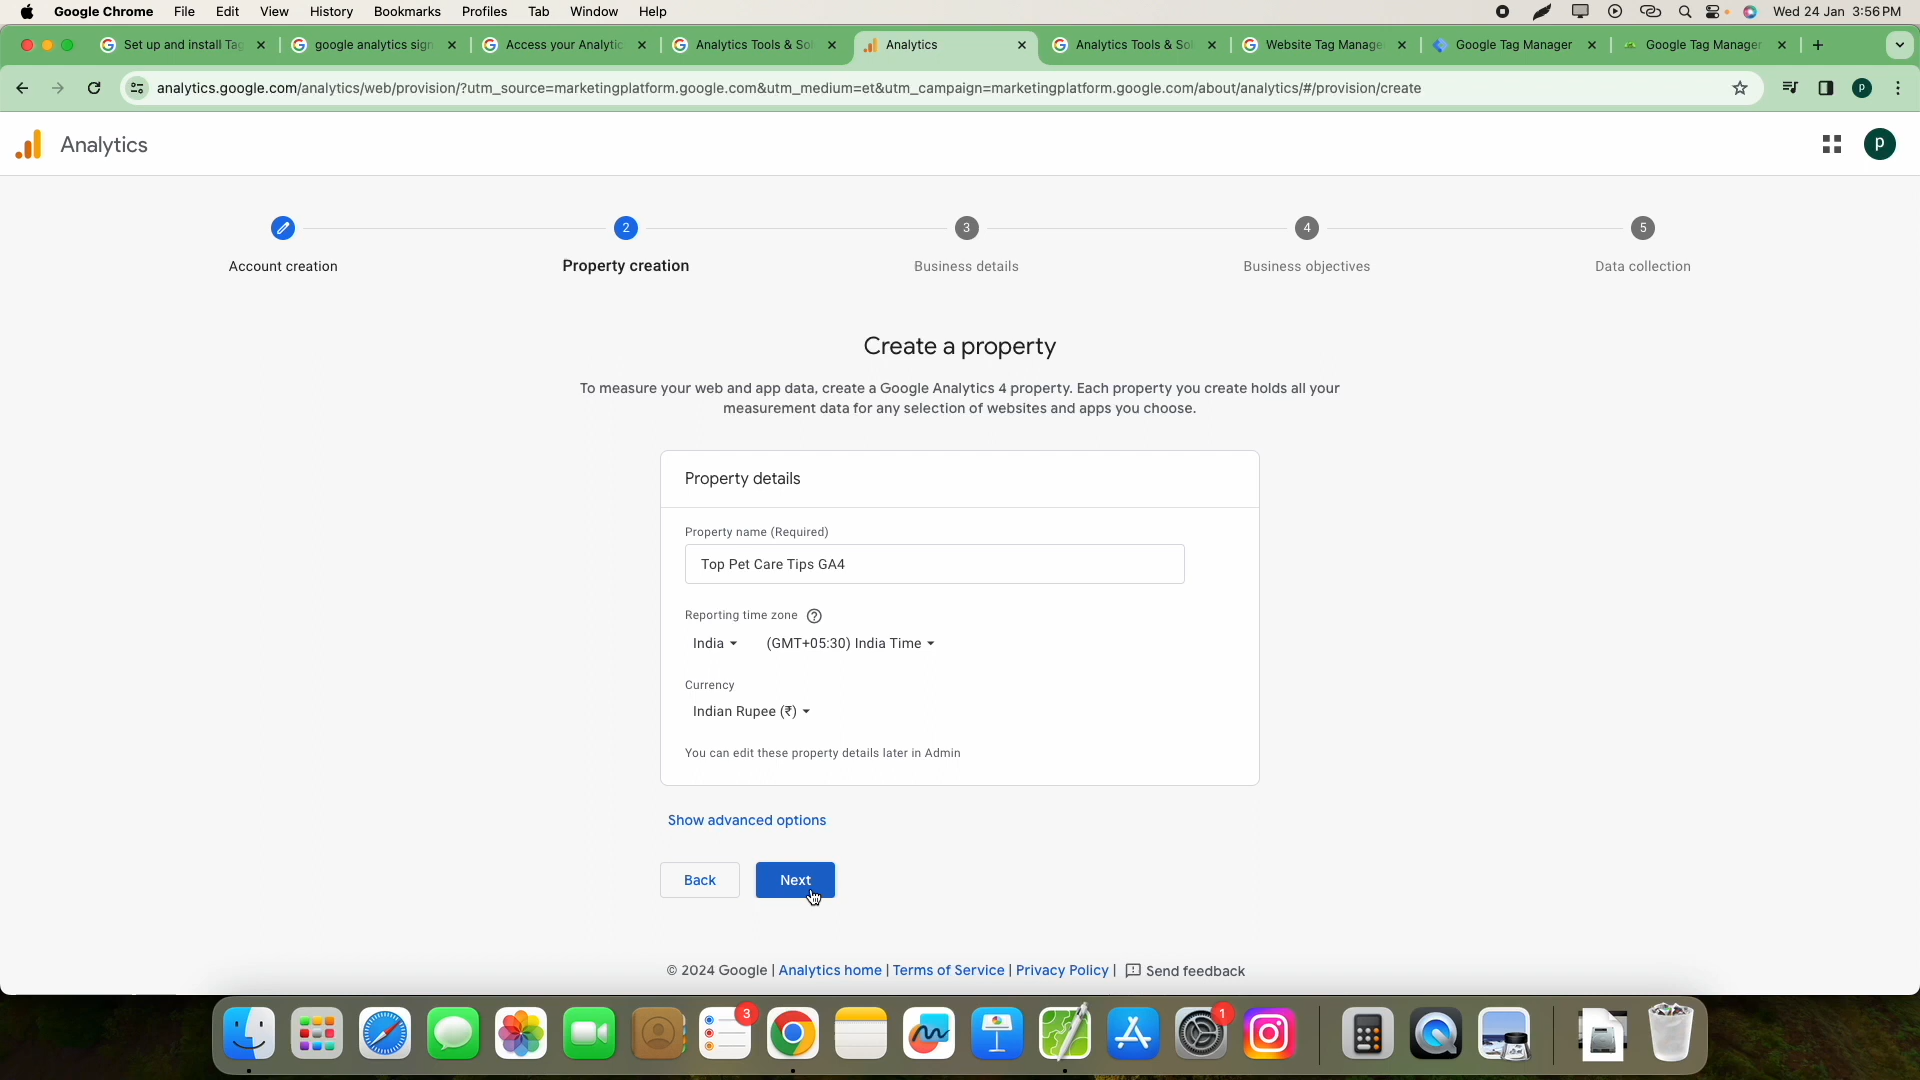 Google Chrome File Edit View History Bookmarks Profiles Tab Window Help Wed 24 Jan 3:56 PM
Set up and install Tag google analytics sign Access your Analytic Analytics Tools & Sol Analytics Analytics Tools & Sol Website Tag Manage Google Tag Manager Google Tag Manager
analytics.google.com/analytics/web/provision/?utm_source=marketingplatform.google.com&utm_medium=et&utm_campaign=marketingplatform.google.com/about/analytics/#/provision/create p
Analytics p
2 3 4 5
Account creation Property creation Business details Business objectives Data collection
Create a property
To measure your web and app data, create a Google Analytics 4 property. Each property you create holds all your
measurement data for any selection of websites and apps you choose.
Property details
Property name (Required)
Top Pet Care Tips GA4
Reporting time zone ?
India (GMT+05:30) India Time
Currency
Indian Rupee (₹)
You can edit these property details later in Admin
Show advanced options
Back Next
© 2024 Google | Analytics home | Terms of Service | Privacy Policy | Send feedback
3 1